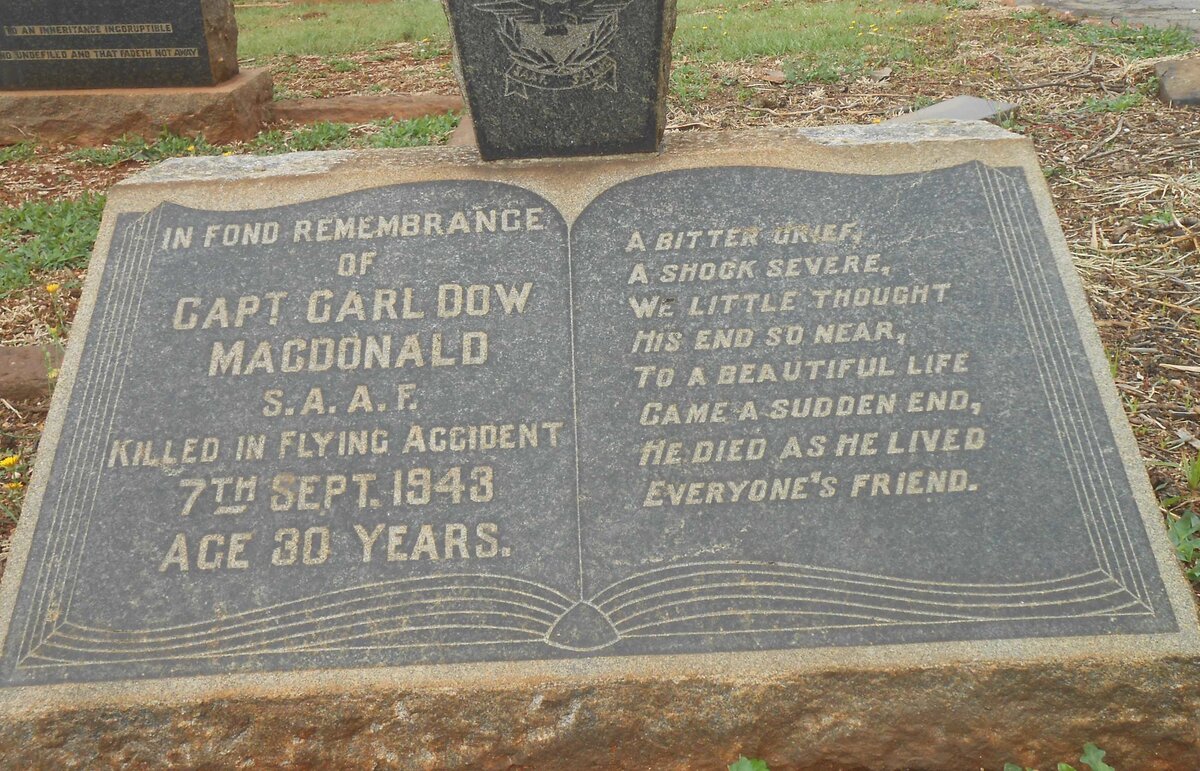 TO AN INHERITANCE INCORRUPTIBLE
AND UNDEFILED AND THAT FADETH NOT AWAY
IN FOND REMEMBRANCE
OF
CAPT CARL DOW
MACDONALD
S.A.A.F.
KILLED IN FLYING ACCIDENT
7TH SEPT. 1943
AGE 30 YEARS.
A BITTER GRIEF,
A SHOCK SEVERE,
WE LITTLE THOUGHT
HIS END SO NEAR,
TO A BEAUTIFUL LIFE
CAME A SUDDEN END,
HE DIED AS HE LIVED
EVERYONE'S FRIEND.